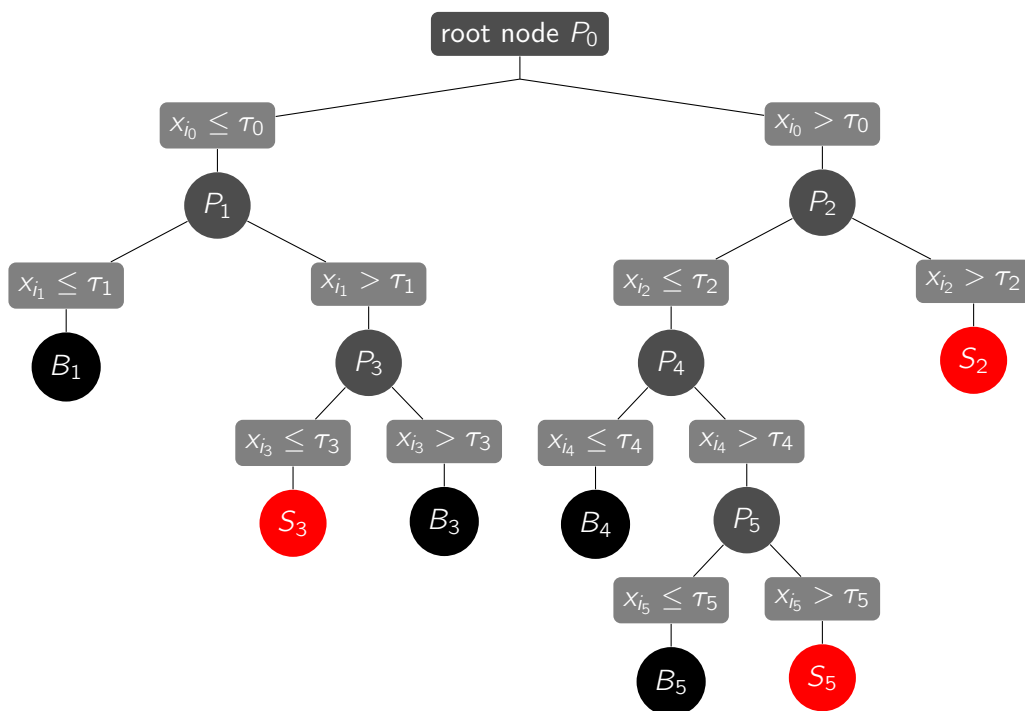 root node P₀
x_{i₀} ≤ τ₀
x_{i₀} > τ₀
P₁
P₂
x_{i₁} ≤ τ₁
x_{i₁} > τ₁
x_{i₂} ≤ τ₂
x_{i₂} > τ₂
B₁
P₃
P₄
S₂
x_{i₃} ≤ τ₃
x_{i₃} > τ₃
x_{i₄} ≤ τ₄
x_{i₄} > τ₄
S₃
B₃
B₄
P₅
x_{i₅} ≤ τ₅
x_{i₅} > τ₅
B₅
S₅